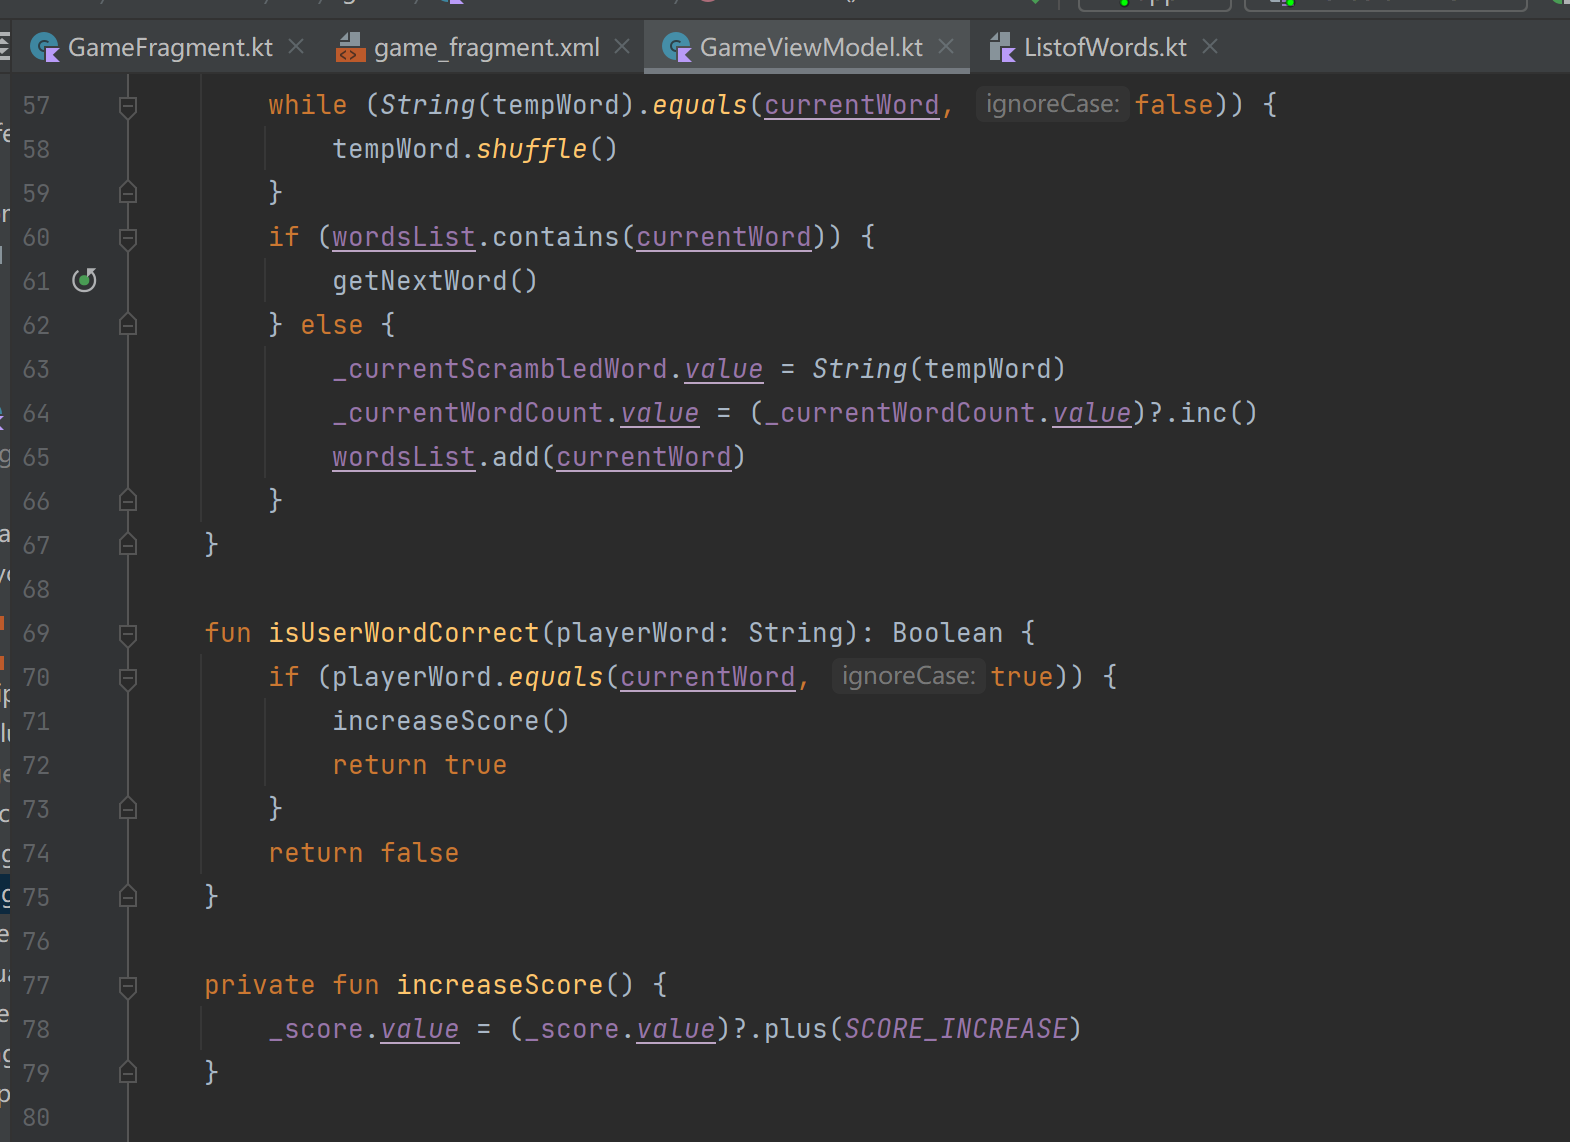 GameFragment.kt game_fragment.xml GameViewModel.kt ListofWords.kt
57 while (String(tempWord).equals(currentWord, ignoreCase: false)) {
58 tempWord.shuffle()
59 }
60 if (wordsList.contains(currentWord)) {
61 getNextWord()
62 } else {
63 _currentScrambledWord.value = String(tempWord)
64 _currentWordCount.value = (_currentWordCount.value)?.inc()
65 wordsList.add(currentWord)
66 }
67 }
68
69 fun isUserWordCorrect(playerWord: String): Boolean {
70 if (playerWord.equals(currentWord, ignoreCase: true)) {
71 increaseScore()
72 return true
73 }
74 return false
75 }
76
77 private fun increaseScore() {
78 _score.value = (_score.value)?.plus(SCORE_INCREASE)
79 }
80